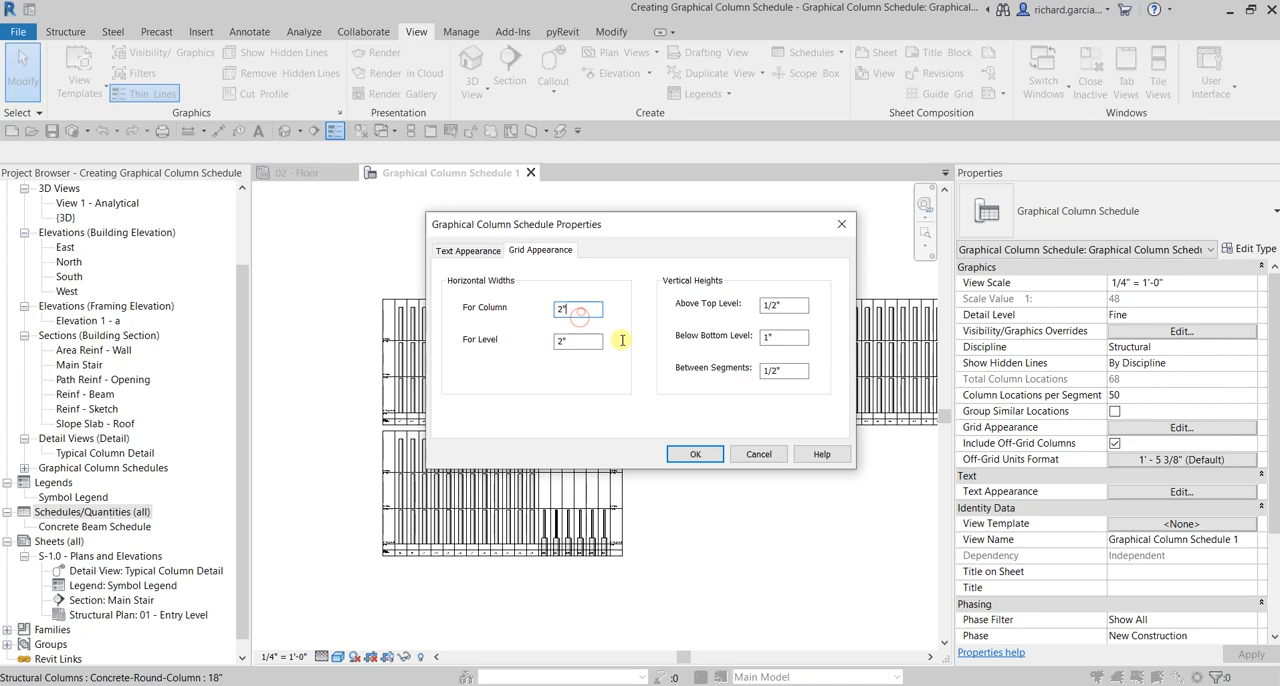 Creating Graphical Column Schedule - Graphical Column Schedule: Graphical...
richard.garcia...
File Structure Steel Precast Insert Annotate Analyze Collaborate View Manage Add-Ins pyRevit Modify
Modify
Select
View Templates
Visibility/ Graphics
Filters
Thin Lines
Show Hidden Lines
Remove Hidden Lines
Cut Profile
Graphics
Render
Render in Cloud
Render Gallery
Presentation
3D View
Section
Callout
Plan Views
Elevation
Drafting View
Duplicate View
Legends
Schedules
Scope Box
Create
Sheet
View
Title Block
Revisions
Guide Grid
Sheet Composition
Switch Windows
Close Inactive
Tab Views
Tile Views
Windows
User Interface
Project Browser - Creating Graphical Column Schedule
3D Views
View 1 - Analytical
{3D}
Elevations (Building Elevation)
East
North
South
West
Elevations (Framing Elevation)
Elevation 1 - a
Sections (Building Section)
Area Reinf - Wall
Main Stair
Path Reinf - Opening
Reinf - Beam
Reinf - Sketch
Slope Slab - Roof
Detail Views (Detail)
Typical Column Detail
Graphical Column Schedules
Legends
Symbol Legend
Schedules/Quantities (all)
Concrete Beam Schedule
Sheets (all)
S-1.0 - Plans and Elevations
Detail View: Typical Column Detail
Legend: Symbol Legend
Section: Main Stair
Structural Plan: 01 - Entry Level
Families
Groups
Revit Links
02 - Floor
Graphical Column Schedule 1
Graphical Column Schedule Properties
Text Appearance Grid Appearance
Horizontal Widths
For Column 2"
For Level 2"
Vertical Heights
Above Top Level: 1/2"
Below Bottom Level: 1"
Between Segments: 1/2"
OK Cancel Help
Properties
Graphical Column Schedule
Graphical Column Schedule: Graphical Column Schedu
Edit Type
Graphics
View Scale 1/4" = 1'-0"
Scale Value 1: 48
Detail Level Fine
Visibility/Graphics Overrides Edit...
Discipline Structural
Show Hidden Lines By Discipline
Total Column Locations 68
Column Locations per Segment 50
Group Similar Locations
Grid Appearance Edit...
Include Off-Grid Columns
Off-Grid Units Format 1' - 5 3/8" (Default)
Text
Text Appearance Edit...
Identity Data
View Template <None>
View Name Graphical Column Schedule 1
Dependency Independent
Title on Sheet
Title
Phasing
Phase Filter Show All
Phase New Construction
Properties help
Apply
1/4" = 1'-0"
Structural Columns : Concrete-Round-Column : 18"
:0
Main Model
:0